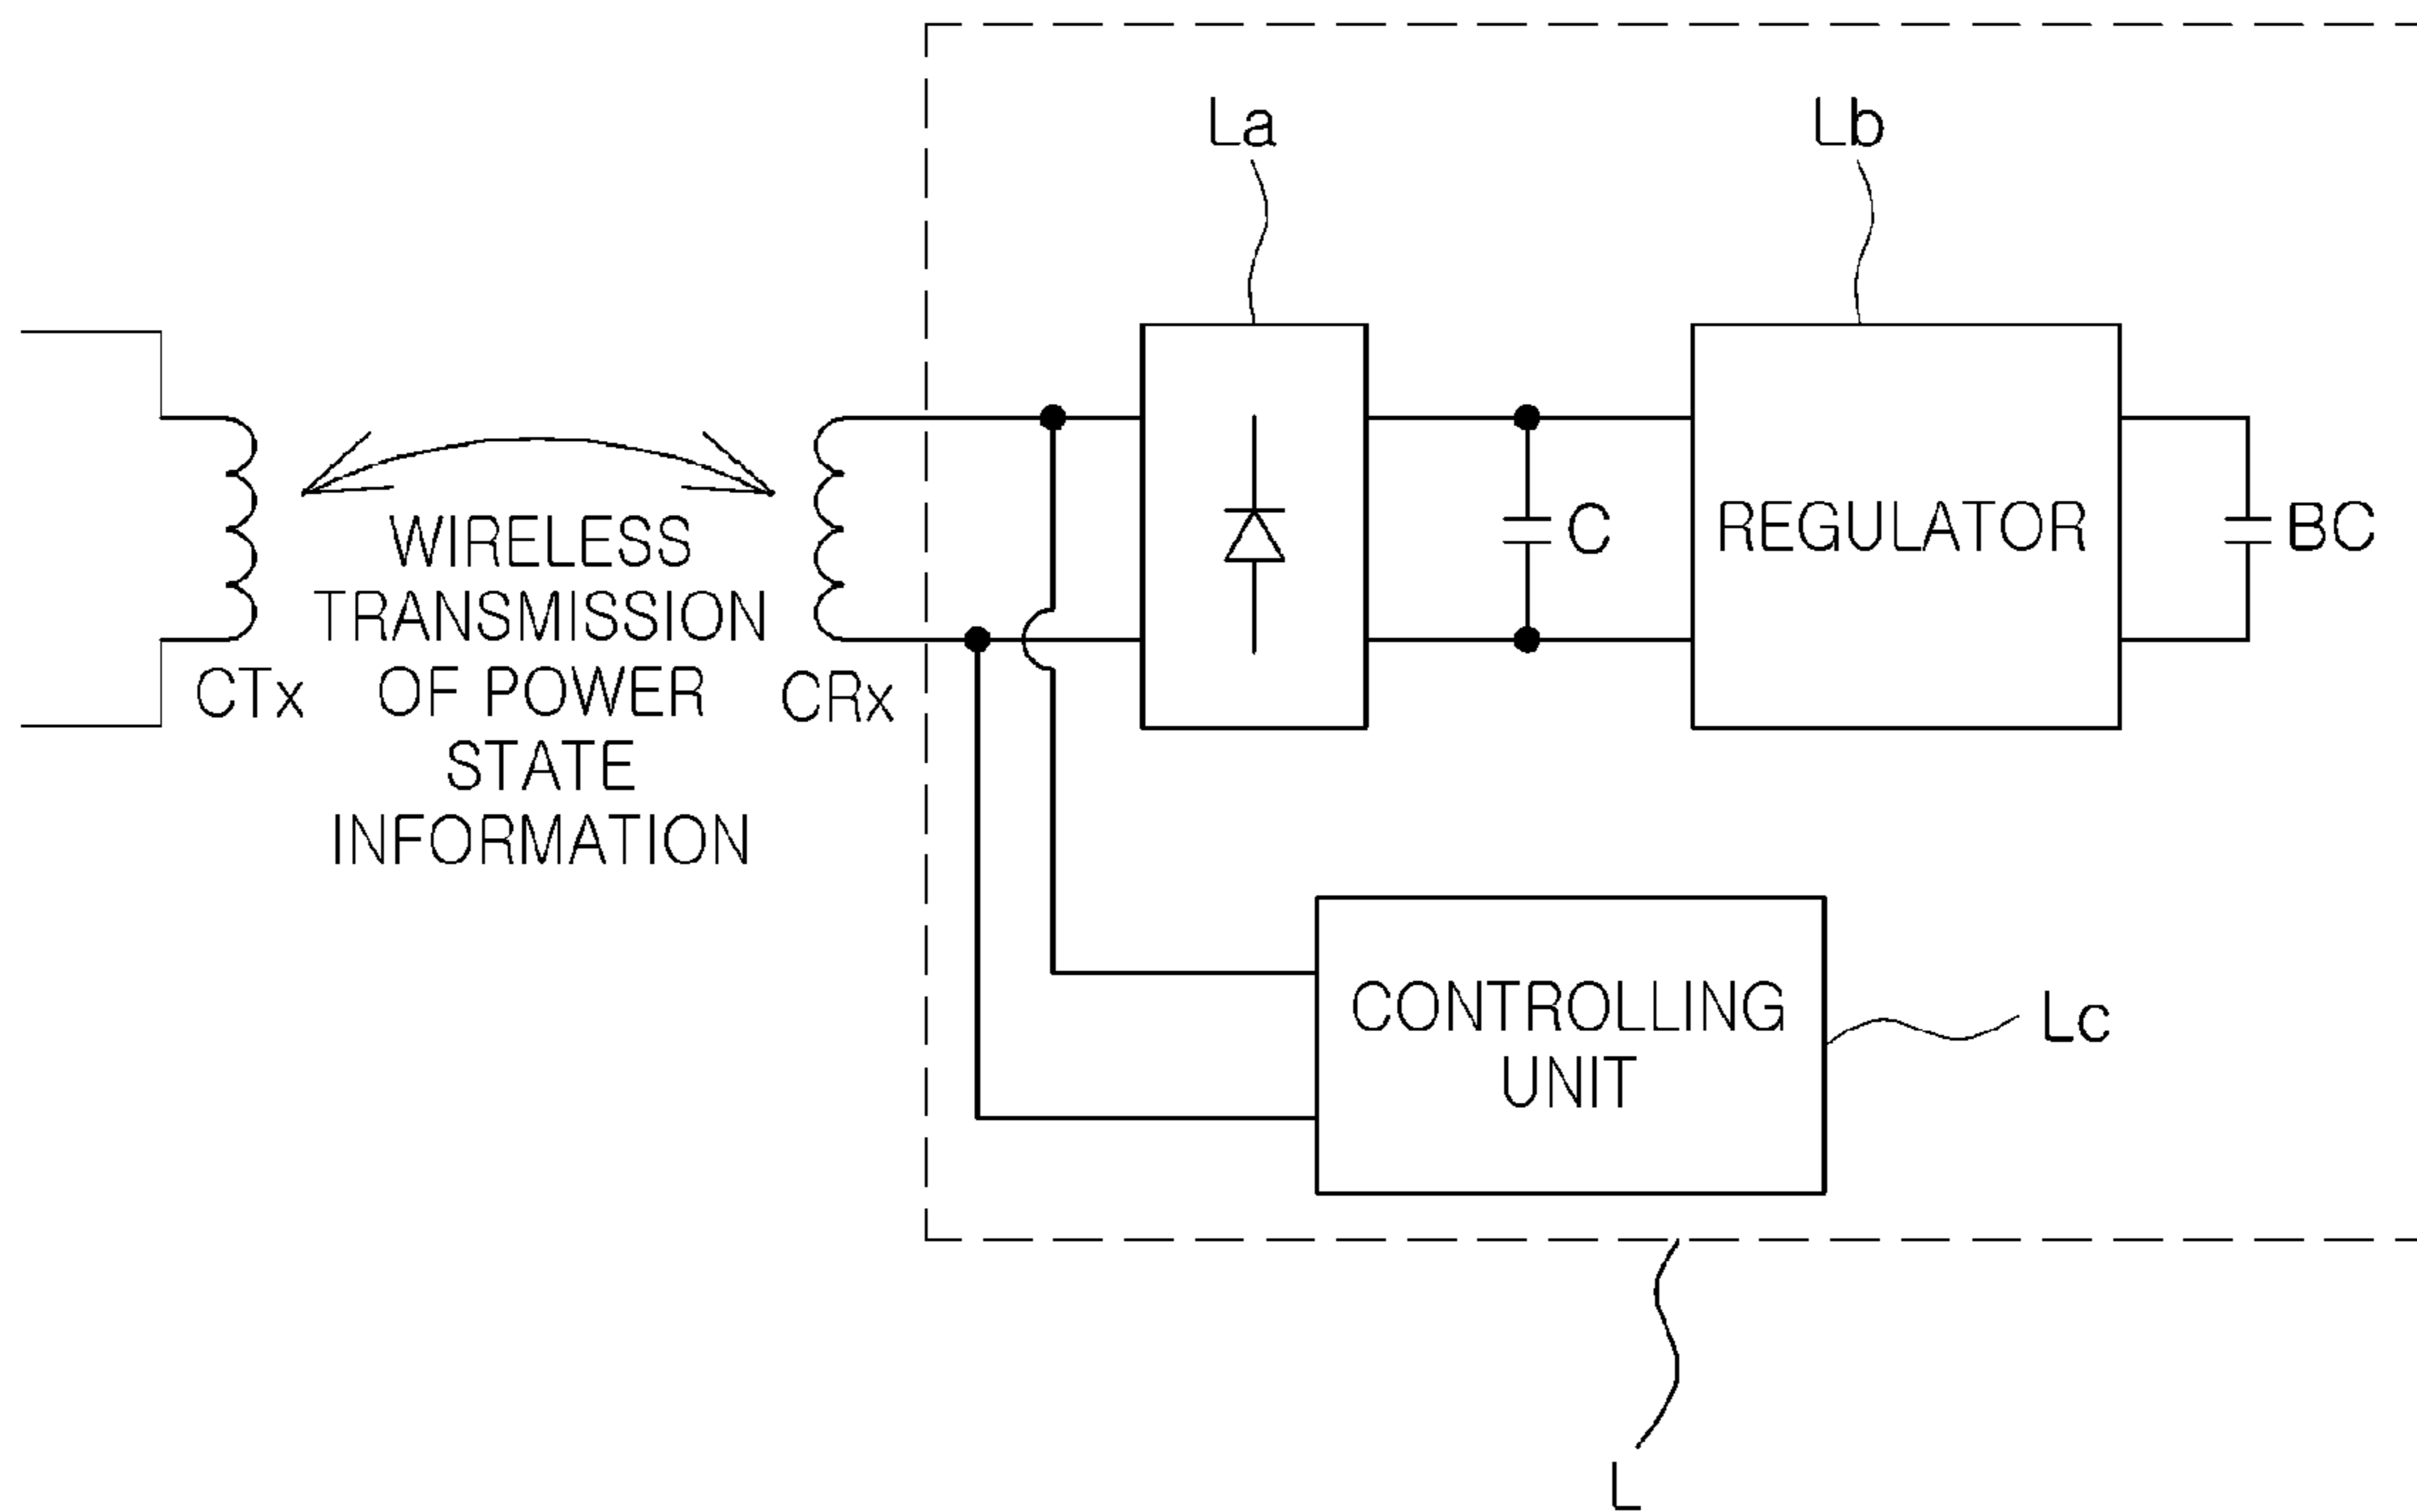 La
Lb
WIRELESS
TRANSMISSION
OF POWER
STATE
INFORMATION
CTx
CRx
C
REGULATOR
BC
CONTROLLING
UNIT
Lc
L